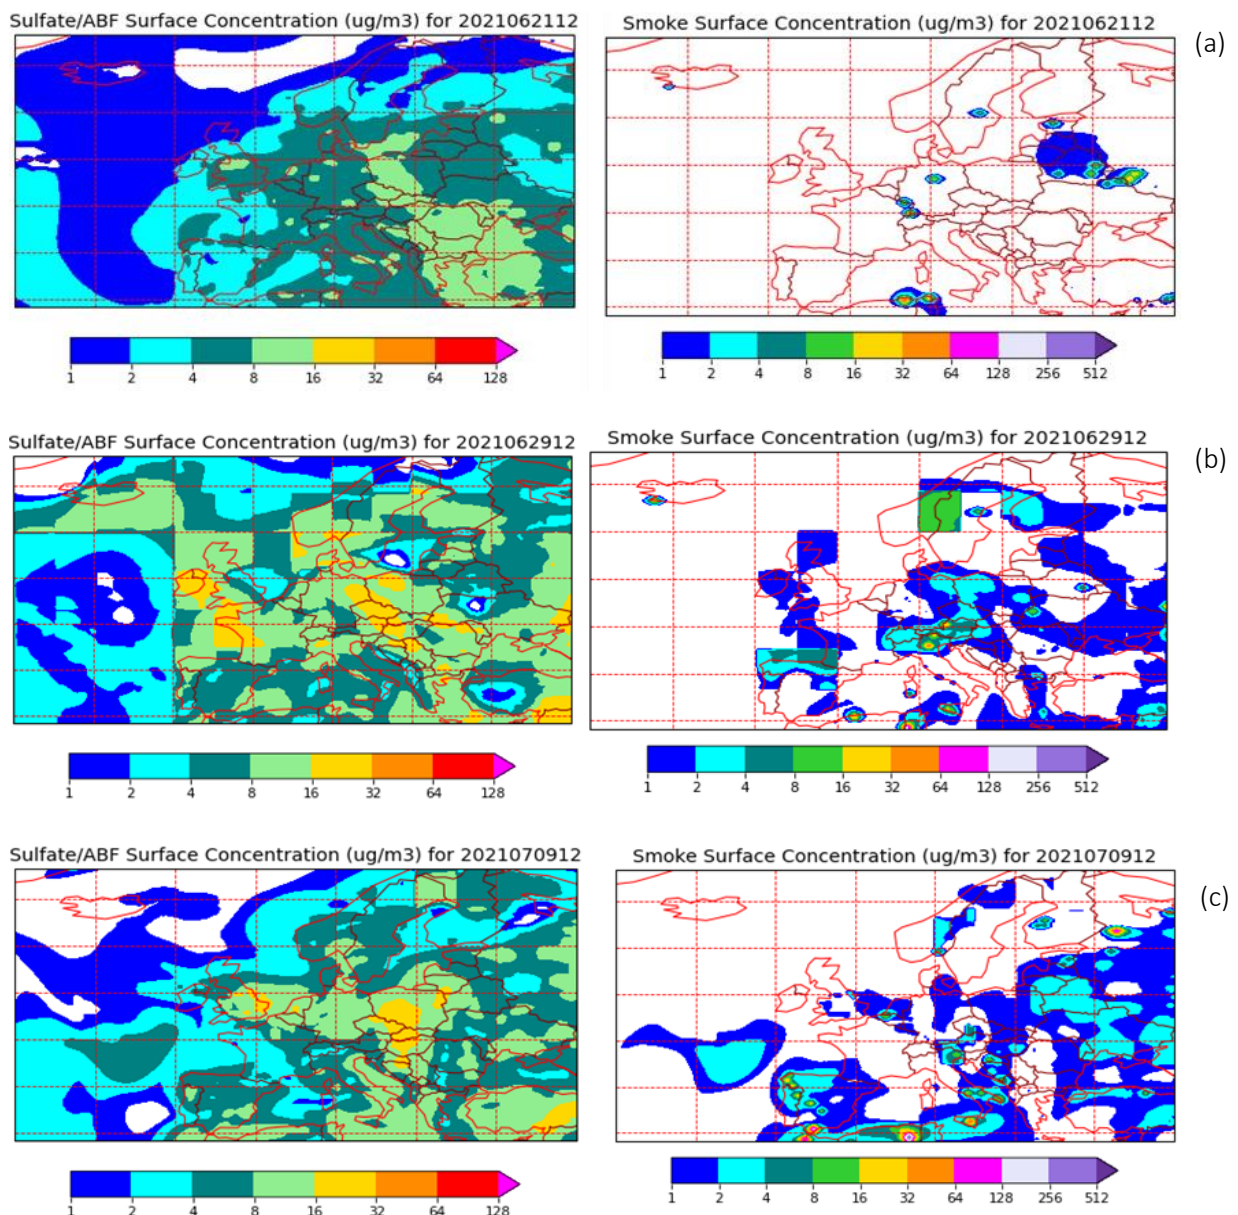 Sulfate/ABF Surface Concentration (ug/m3) for 2021062112
Smoke Surface Concentration (ug/m3) for 2021062112
(a)
1 2 4 8 16 32 64 128
1 2 4 8 16 32 64 128 256 512
Sulfate/ABF Surface Concentration (ug/m3) for 2021062912
Smoke Surface Concentration (ug/m3) for 2021062912
(b)
1 2 4 8 16 32 64 128
1 2 4 8 16 32 64 128 256 512
Sulfate/ABF Surface Concentration (ug/m3) for 2021070912
Smoke Surface Concentration (ug/m3) for 2021070912
(c)
1 2 4 8 16 32 64 128
1 2 4 8 16 32 64 128 256 512